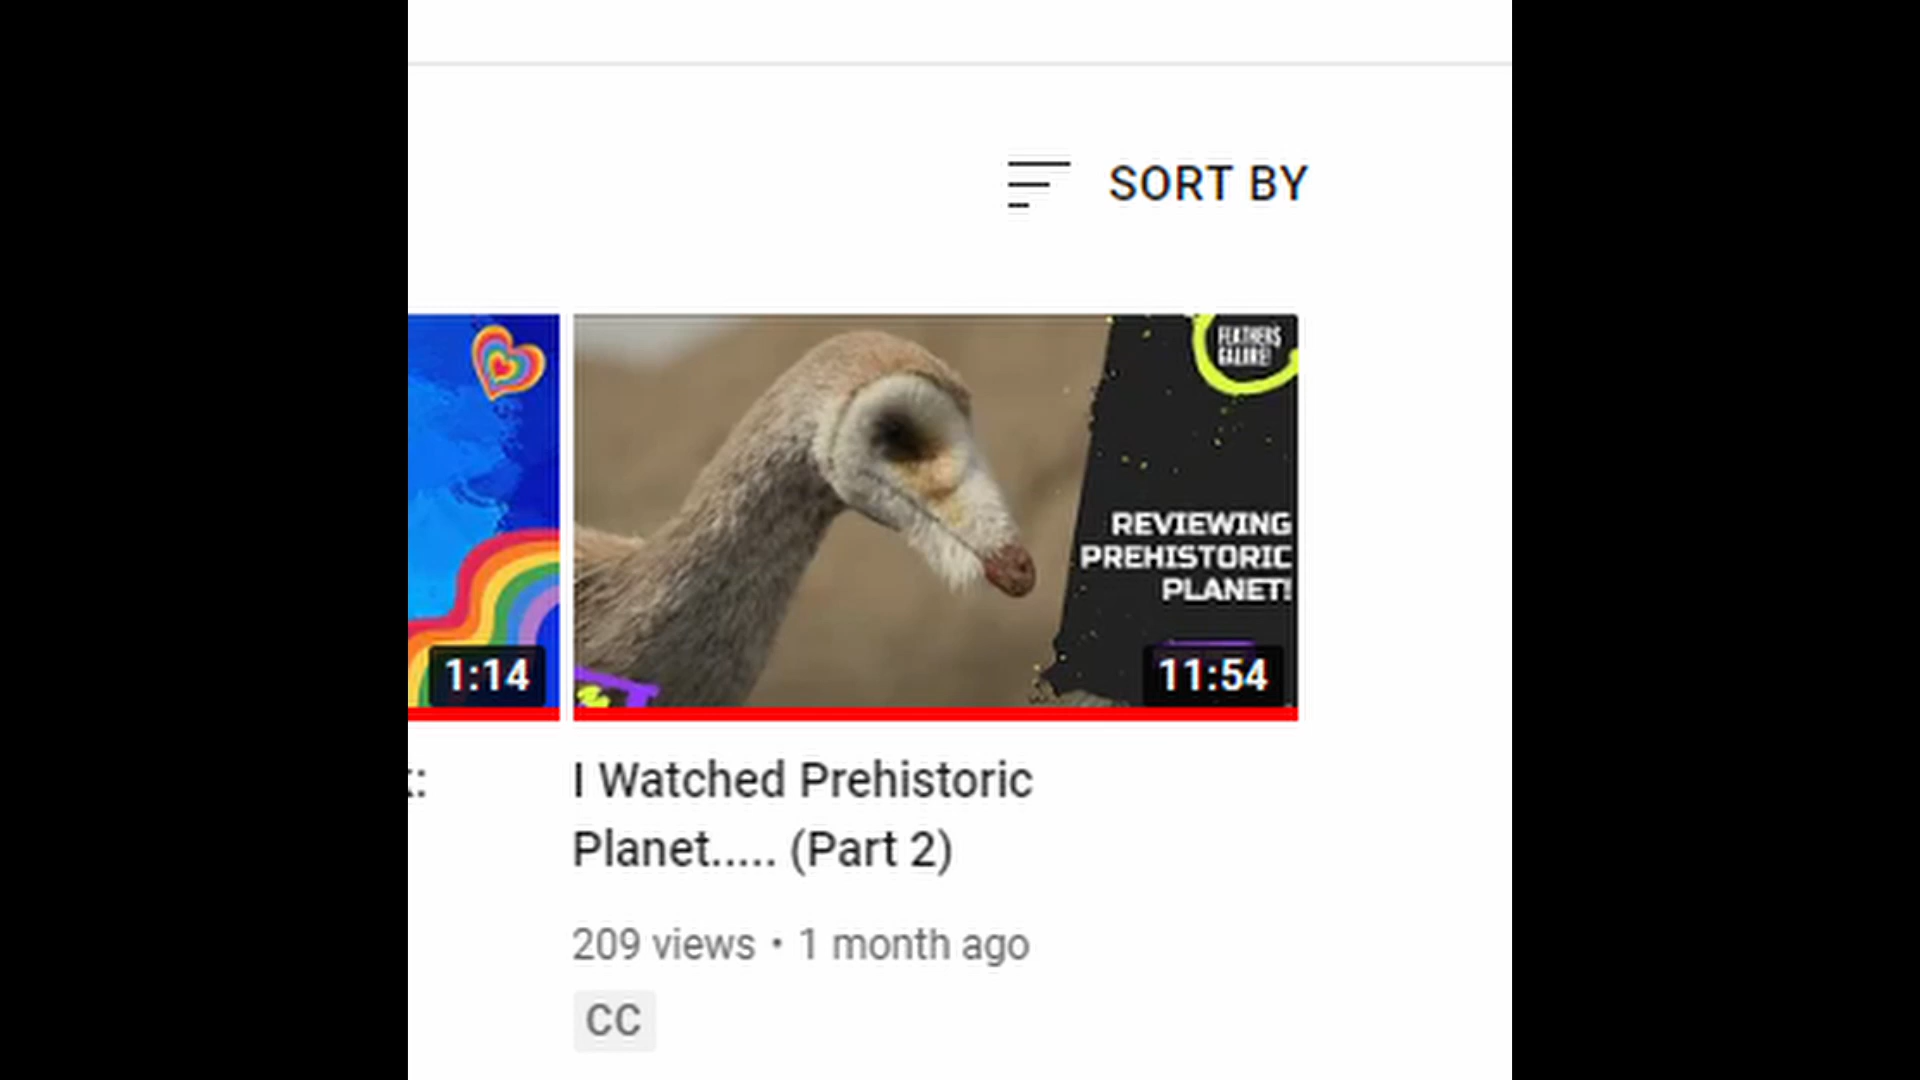 SORT BY
FEATHERS
GALORE!
REVIEWING
PREHISTORIC
PLANET!
1:14
11:54
I Watched Prehistoric
Planet..... (Part 2)
209 views • 1 month ago
CC